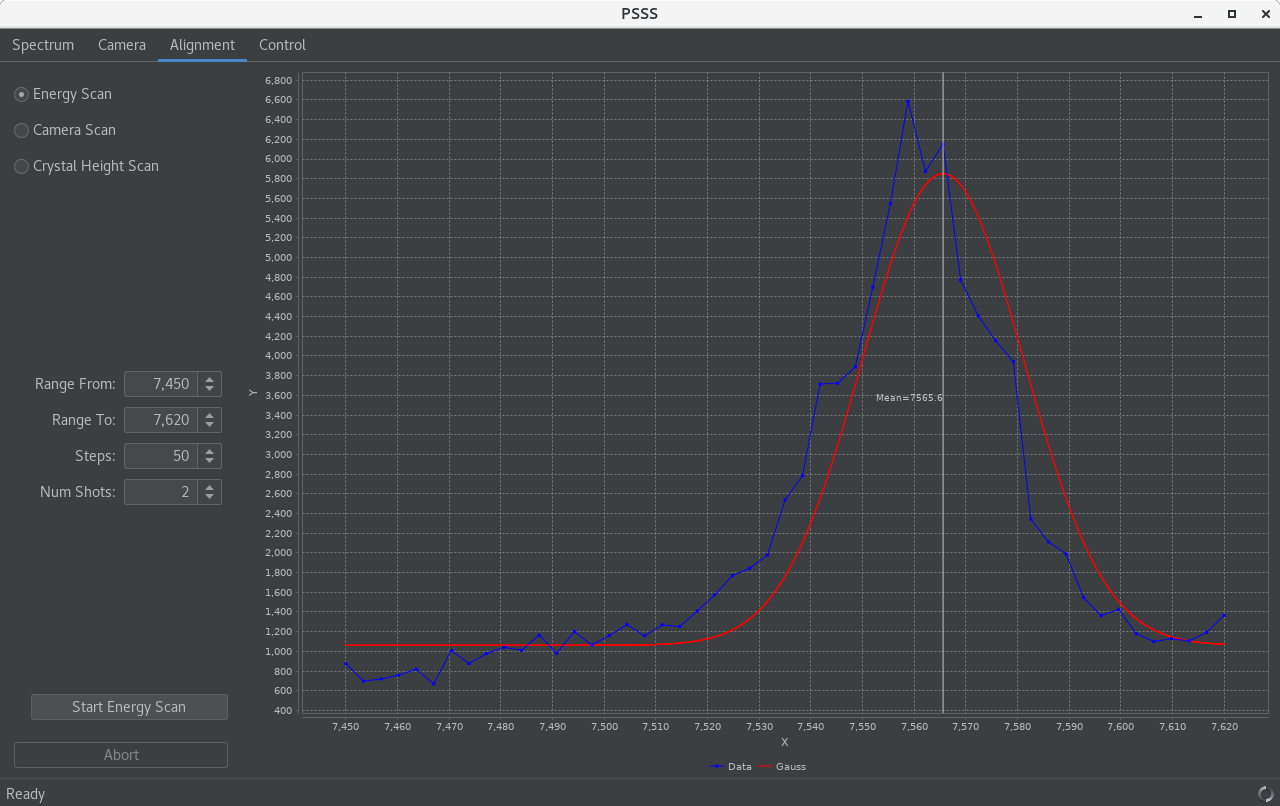 PSSS
Spectrum Camera Alignment Control
Energy Scan
Camera Scan
Crystal Height Scan
Range From: 7,450
Range To: 7,620
Steps: 50
Num Shots: 2
Start Energy Scan
Abort
6,800
6,600
6,400
6,200
6,000
5,800
5,600
5,400
5,200
5,000
4,800
4,600
4,400
4,200
4,000
3,800
3,600
3,400
3,200
3,000
2,800
2,600
2,400
2,200
2,000
1,800
1,600
1,400
1,200
1,000
800
600
400
Y
Mean=7565.6
7,450 7,460 7,470 7,480 7,490 7,500 7,510 7,520 7,530 7,540 7,550 7,560 7,570 7,580 7,590 7,600 7,610 7,620
X
Data Gauss
Ready